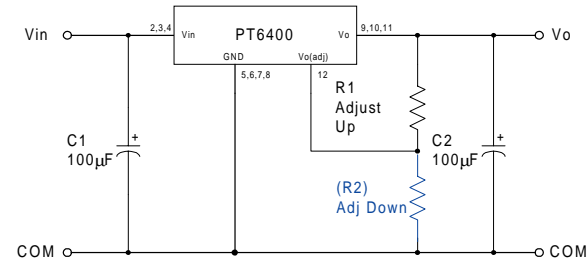 Vin
2,3,4
Vin
PT6400
Vo
9,10,11
Vo
GND
Vo(adj)
5,6,7,8
12
R1
Adjust
Up
C1
100µF
+
C2
100µF
+
(R2)
Adj Down
COM
COM